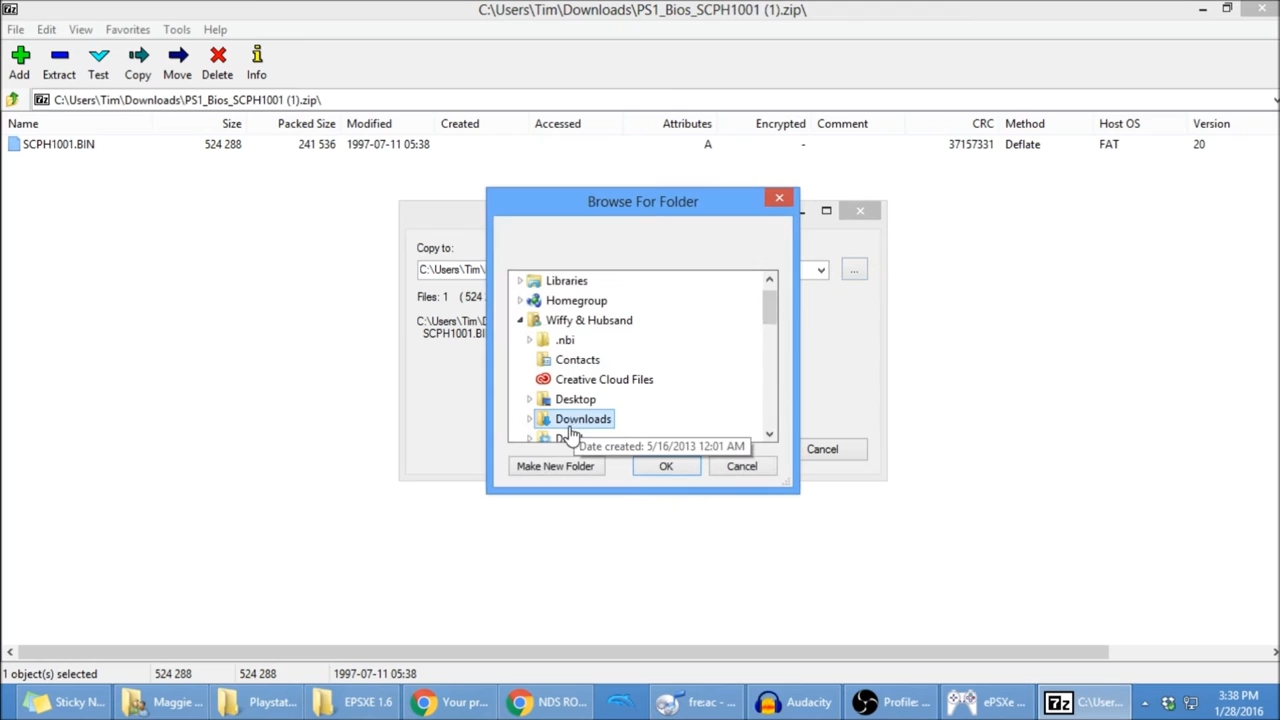 C:\Users\Tim\Downloads\PS1_Bios_SCPH1001 (1).zip\
File Edit View Favorites Tools Help
Add Extract Test Copy Move Delete Info
C:\Users\Tim\Downloads\PS1_Bios_SCPH1001 (1).zip\
Name Size Packed Size Modified Created Accessed Attributes Encrypted Comment CRC Method Host OS Version
SCPH1001.BIN 524 288 241 536 1997-07-11 05:38 A - 37157331 Deflate FAT 20
Browse For Folder
Copy to:
C:\Users\Tim\
...
Files: 1 ( 524
C:\Users\Tim\
SCPH1001.BI
Libraries
Homegroup
Wiffy & Hubsand
.nbi
Contacts
Creative Cloud Files
Desktop
Downloads
Date created: 5/16/2013 12:01 AM
Make New Folder OK Cancel
Cancel
1 object(s) selected 524 288 524 288 1997-07-11 05:38
Sticky N... Maggie ... Playstat... EPSXE 1.6 Your pr... NDS RO... fre:ac - ... Audacity Profile: ... ePSXe ... 7z C:\User...
3:38 PM
1/28/2016